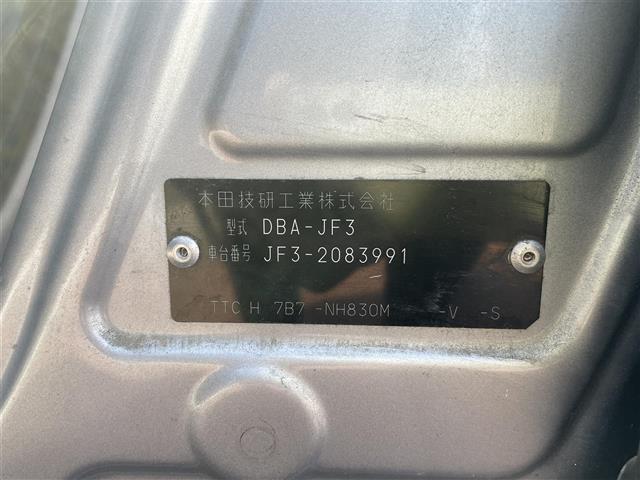 本田技研工業株式会社
型式 DBA-JF3
車台番号 JF3-2083991
TTC H 7B7 -NH830M -V -S